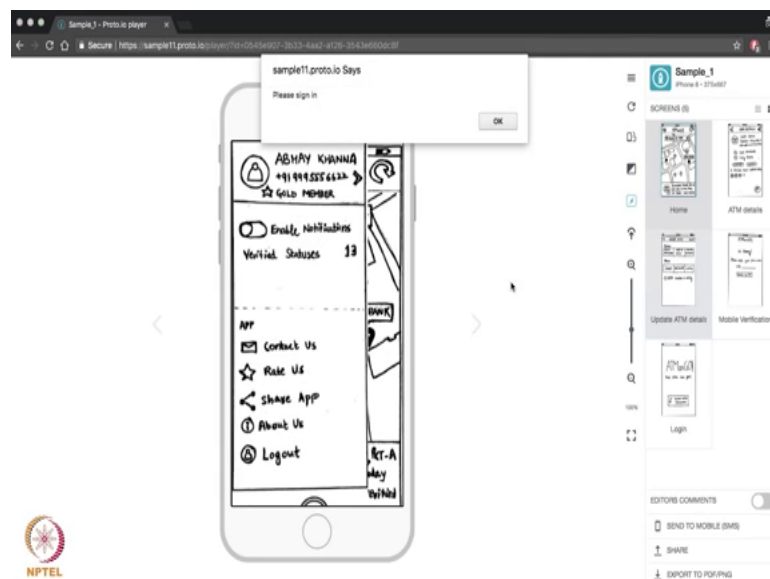 Sample_1 - Proto.io player
Secure | https://sample11.proto.io/player/?id=0545e907-3b33-4aa2-a126-3543e660dc8f
sample11.proto.io Says
Please sign in
OK
ABHAY KHANNA
+91 9995556622
GOLD MEMBER
Enable Notifications
Verified Statuses 13
APP
Contact Us
Rate Us
Share App
About Us
Logout
BANK
Sample_1
iPhone 6 - 375x667
SCREENS (5)
Home
ATM details
Update ATM details
Mobile Verification
Login
100%
EDITORS COMMENTS
SEND TO MOBILE (SMS)
SHARE
EXPORT TO PDF/PNG
NPTEL